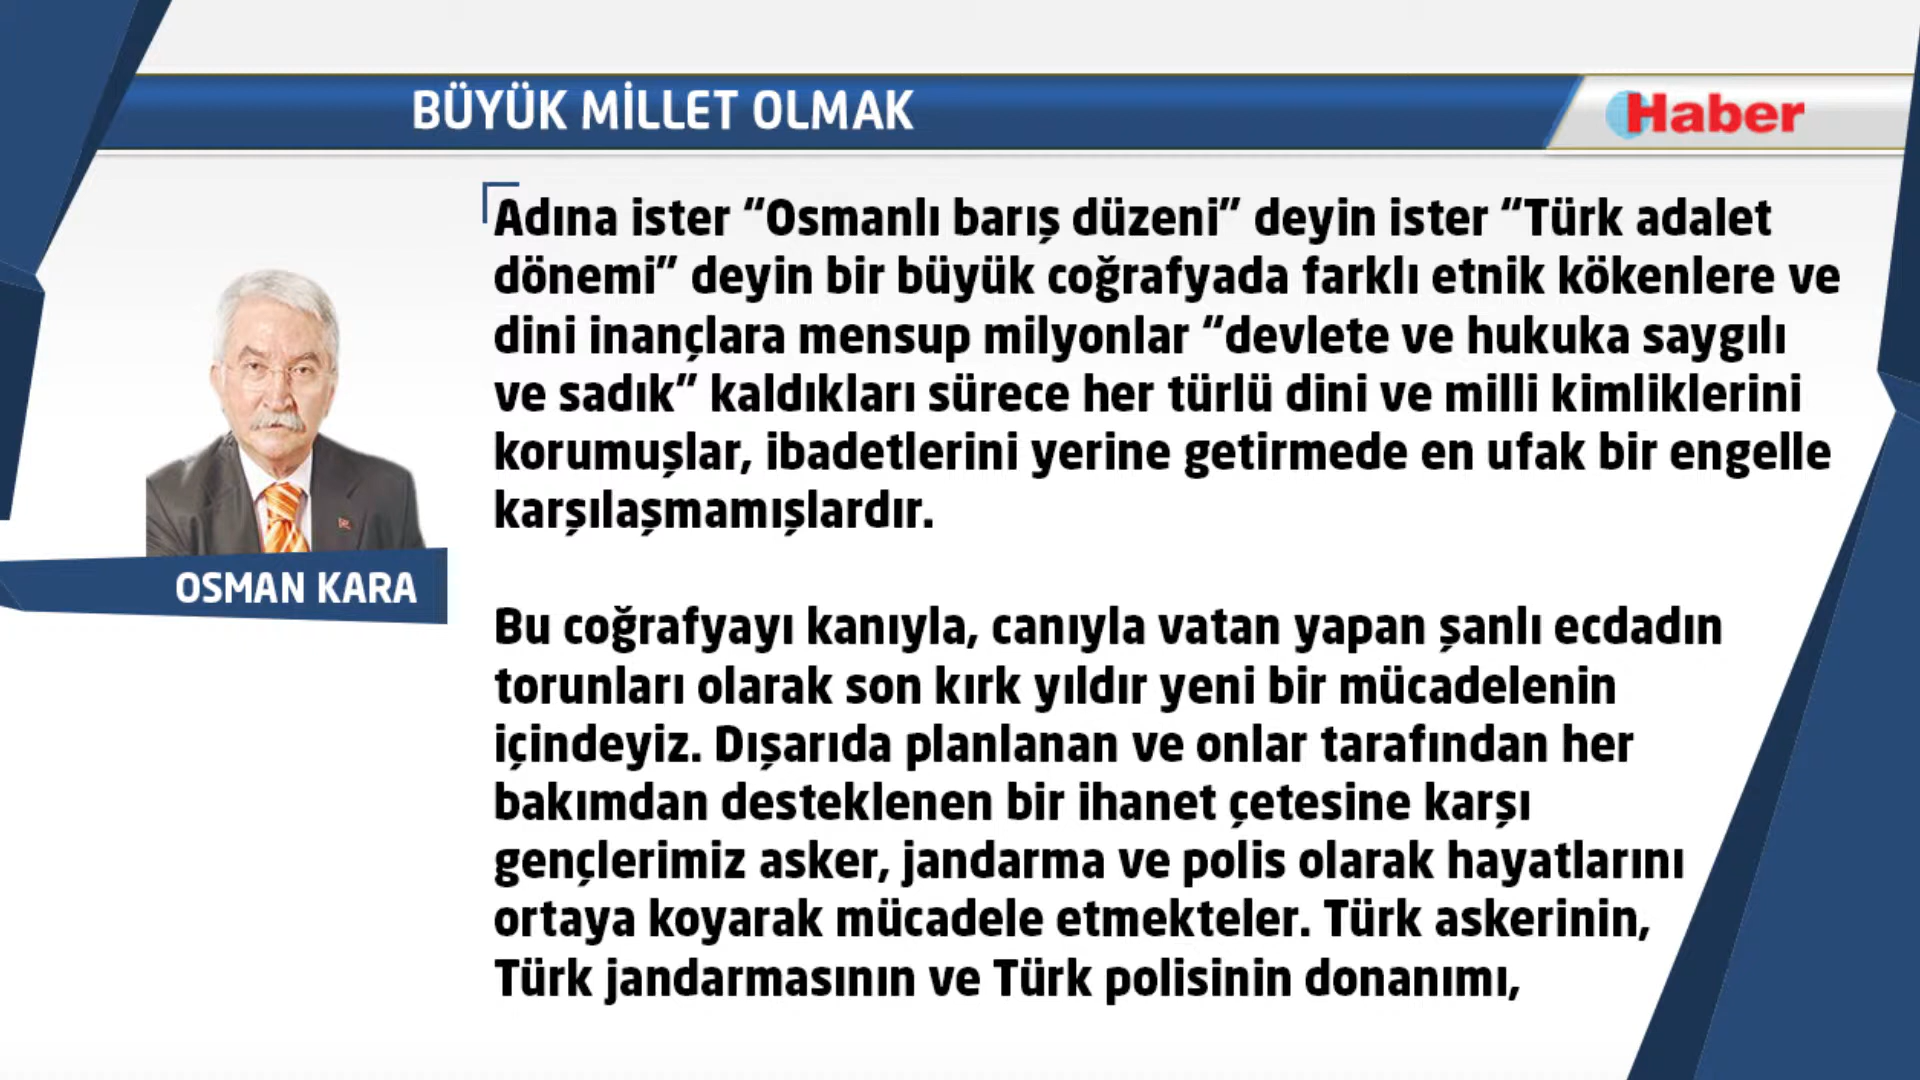 BÜYÜK MİLLET OLMAK
Haber
Adına ister “Osmanlı barış düzeni” deyin ister “Türk adalet
dönemi” deyin bir büyük coğrafyada farklı etnik kökenlere ve
dini inançlara mensup milyonlar “devlete ve hukuka saygılı
ve sadık” kaldıkları sürece her türlü dini ve milli kimliklerini
korumuşlar, ibadetlerini yerine getirmede en ufak bir engelle
karşılaşmamışlardır.
OSMAN KARA
Bu coğrafyayı kanıyla, canıyla vatan yapan şanlı ecdadın
torunları olarak son kırk yıldır yeni bir mücadelenin
içindeyiz. Dışarıda planlanan ve onlar tarafından her
bakımdan desteklenen bir ihanet çetesine karşı
gençlerimiz asker, jandarma ve polis olarak hayatlarını
ortaya koyarak mücadele etmekteler. Türk askerinin,
Türk jandarmasının ve Türk polisinin donanımı,